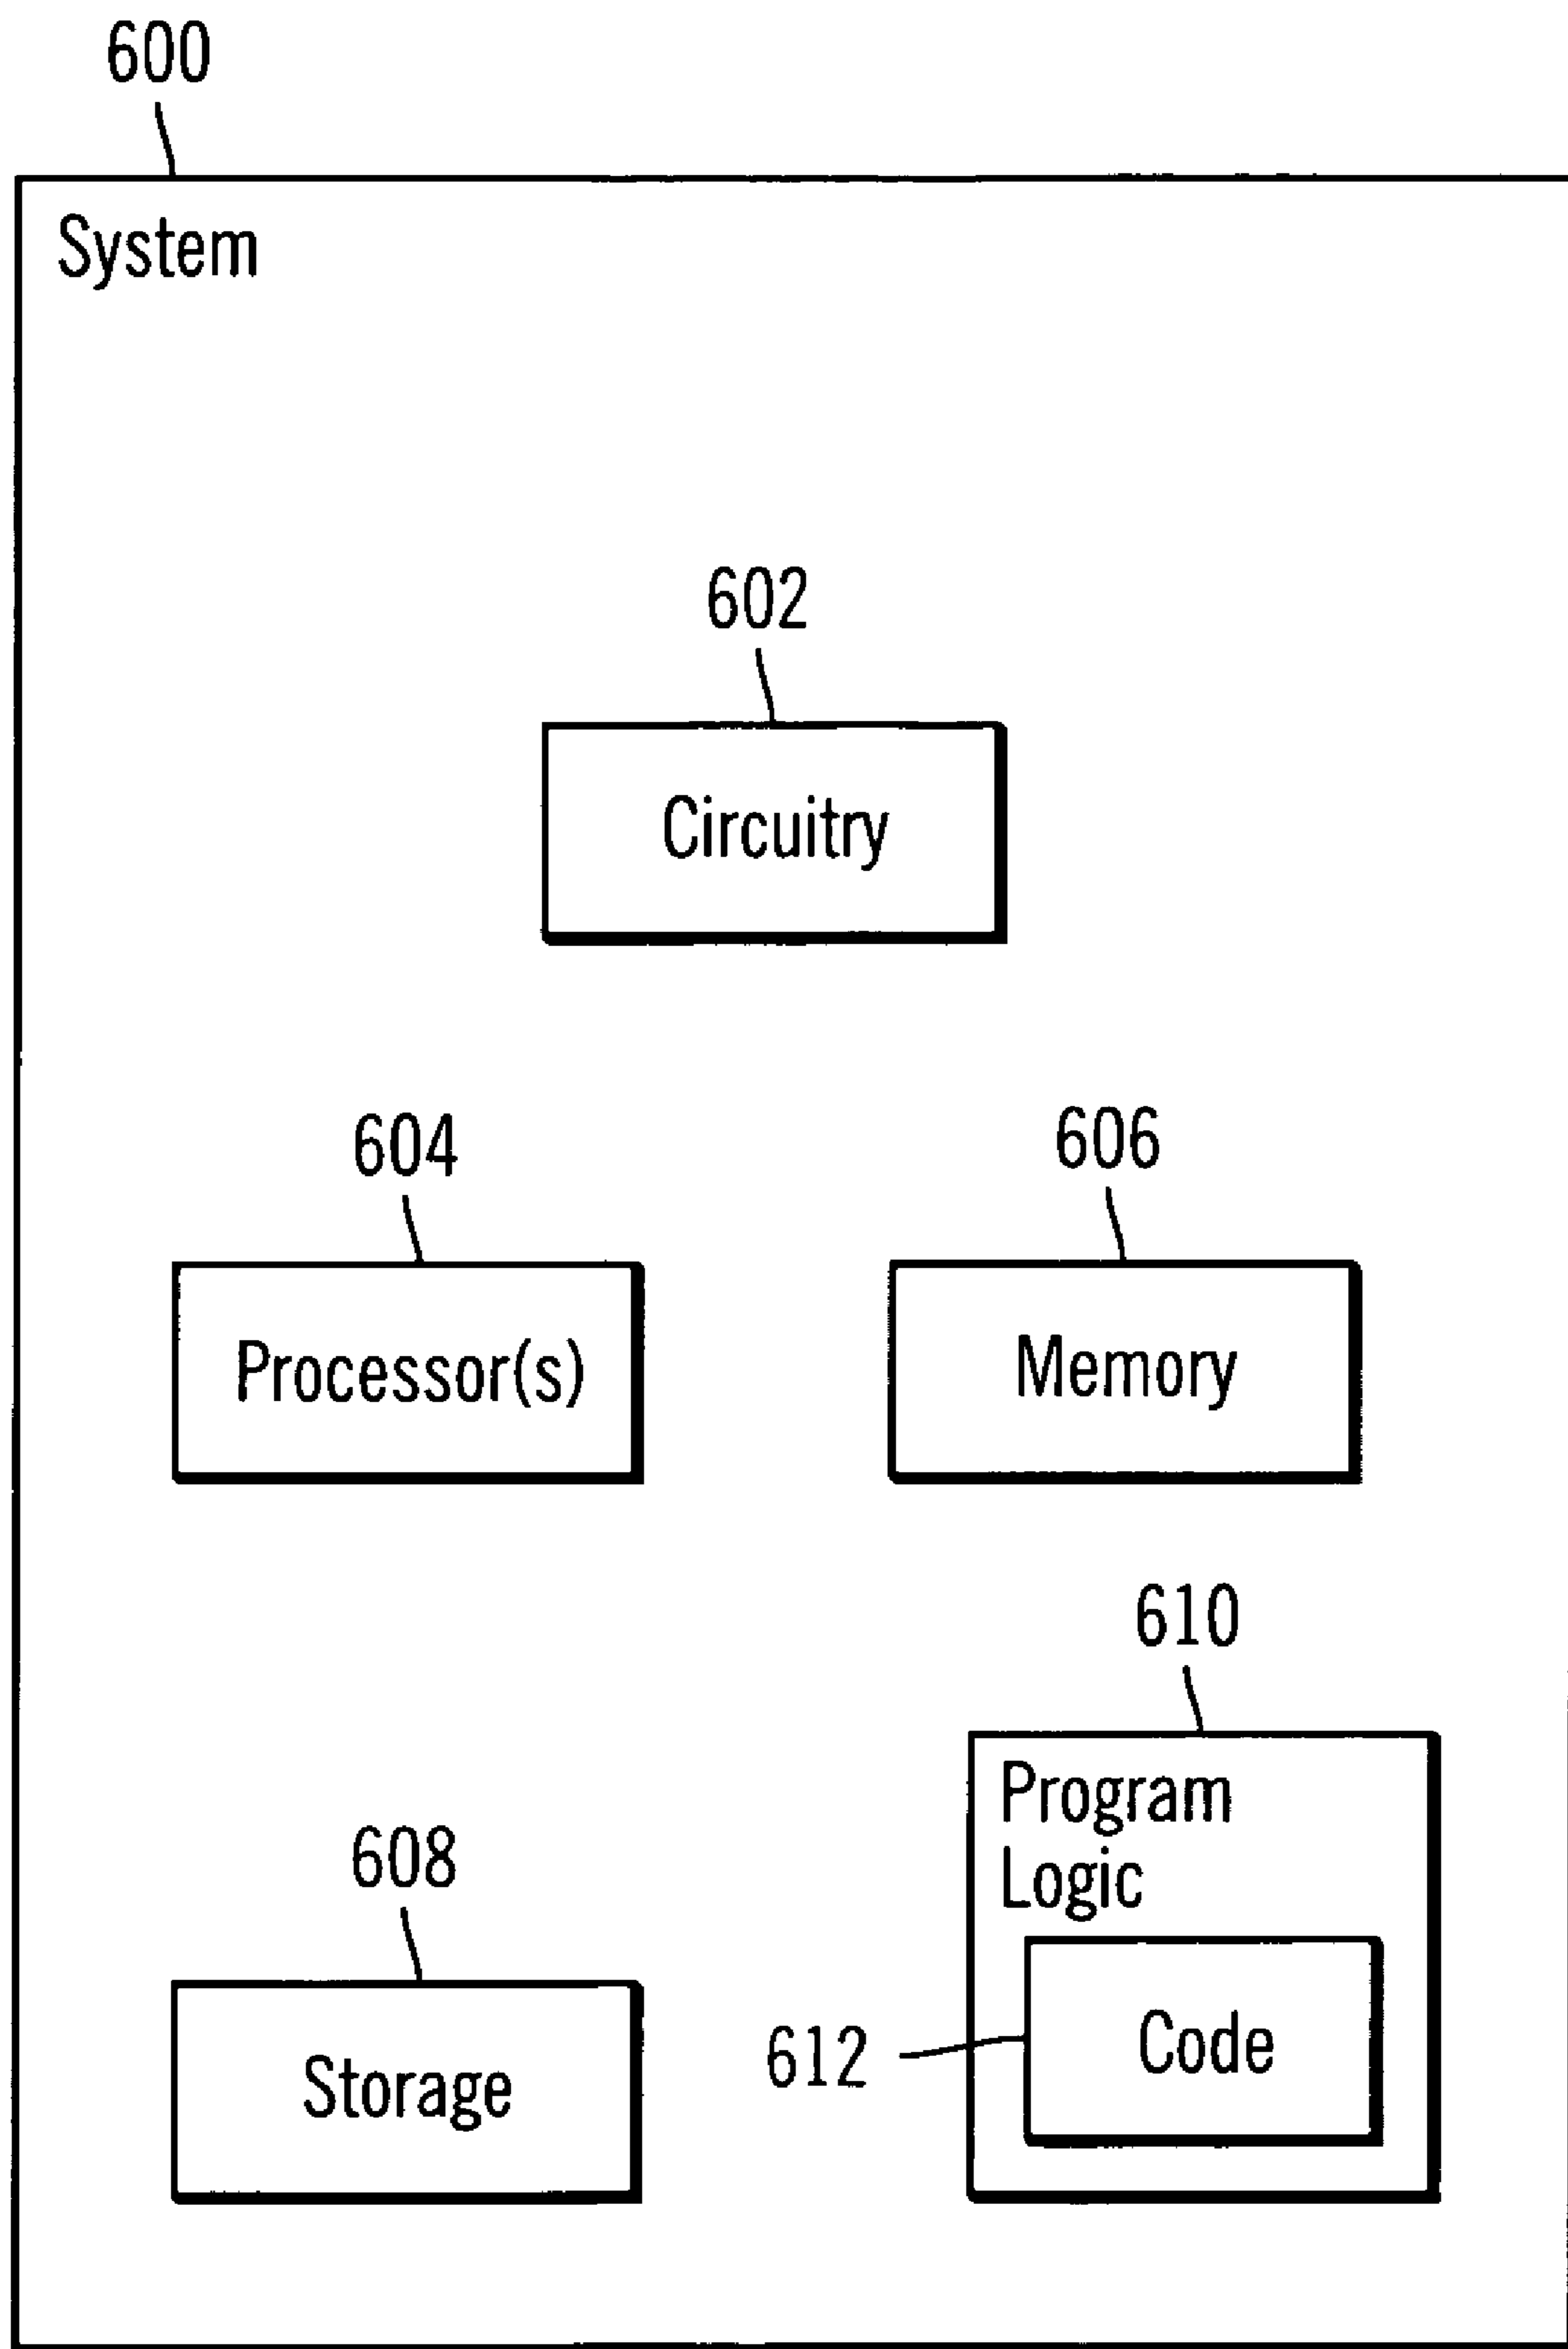 600
System
602
Circuitry
604
606
Processor(s)
Memory
610
Program
Logic
608
612
Code
Storage